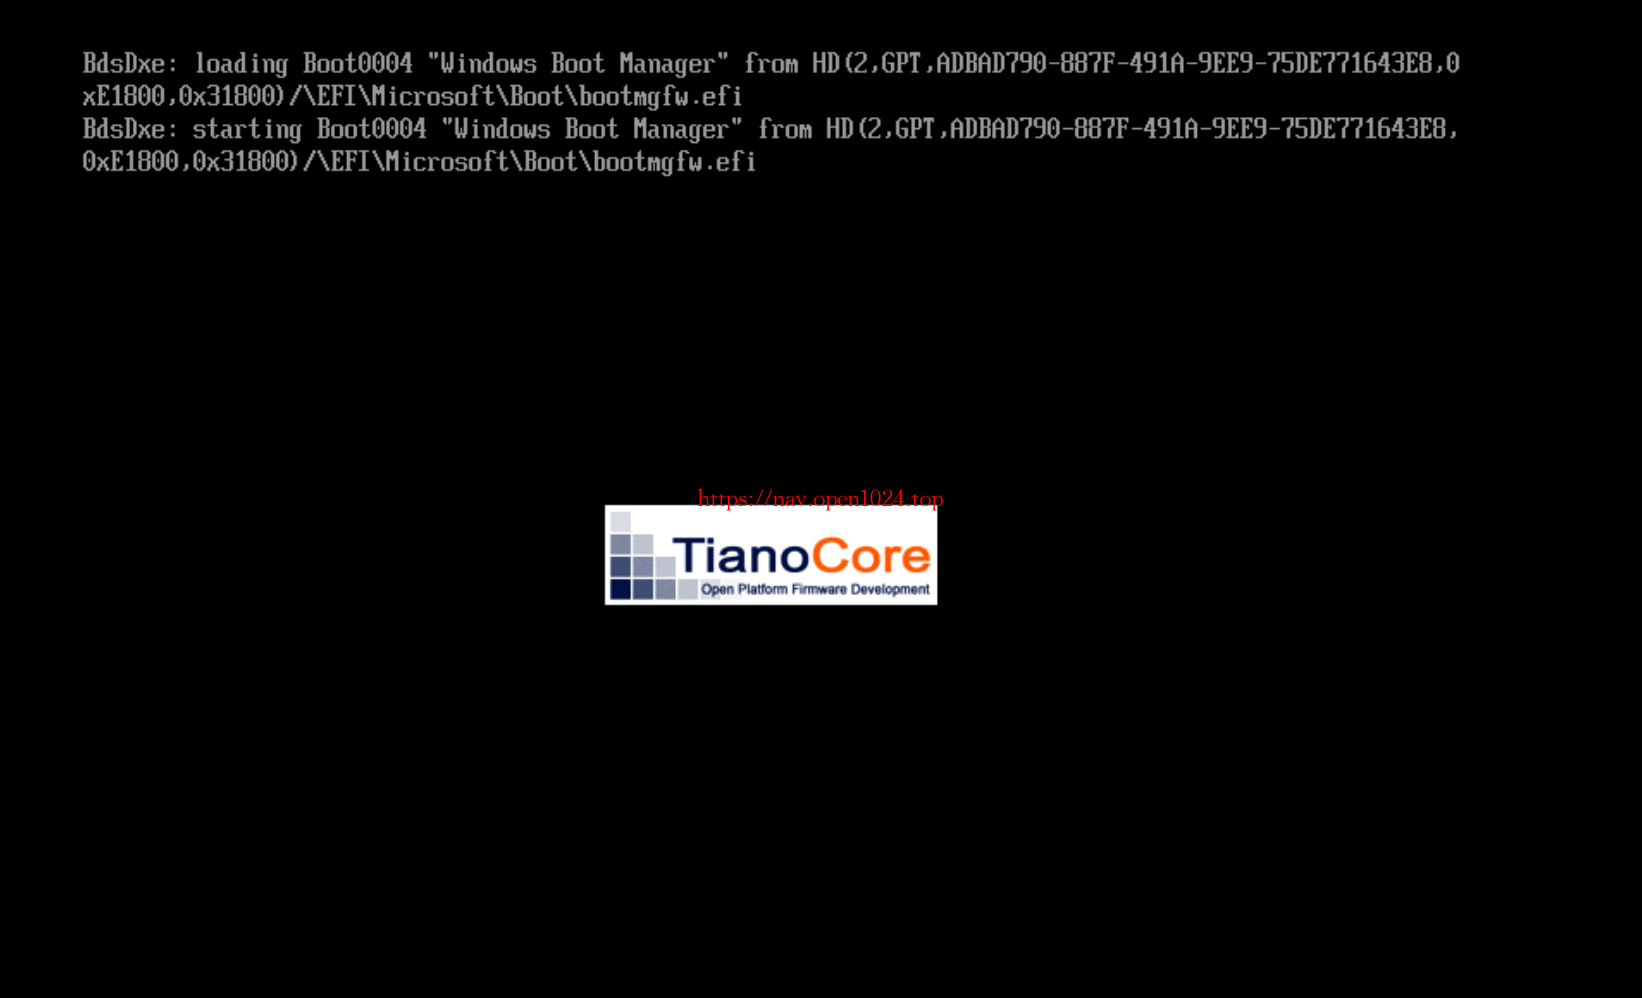 BdsDxe: loading Boot0004 "Windows Boot Manager" from HD(2,GPT,ADBAD790-887F-491A-9EE9-75DE771643E8,0
xE1800,0x31800)/\EFI\Microsoft\Boot\bootmgfw.efi
BdsDxe: starting Boot0004 "Windows Boot Manager" from HD(2,GPT,ADBAD790-887F-491A-9EE9-75DE771643E8,
0xE1800,0x31800)/\EFI\Microsoft\Boot\bootmgfw.efi
https://nav.open1024.top
TianoCore
Open Platform Firmware Development